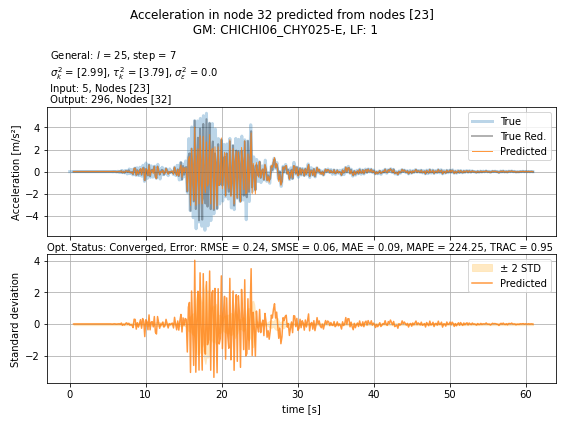 Acceleration in node 32 predicted from nodes [23]
GM: CHICHI06_CHY025-E, LF: 1
General: l = 25, step = 7
σ²ₖ = [2.99], τ²ₖ = [3.79], σ²ε = 0.0
Input: 5, Nodes [23]
Output: 296, Nodes [32]
True
True Red.
Predicted
Acceleration [m/s²]
4
2
0
−2
−4
Opt. Status: Converged, Error: RMSE = 0.24, SMSE = 0.06, MAE = 0.09, MAPE = 224.25, TRAC = 0.95
± 2 STD
Predicted
Standard deviation
4
2
0
−2
0 10 20 30 40 50 60
time [s]